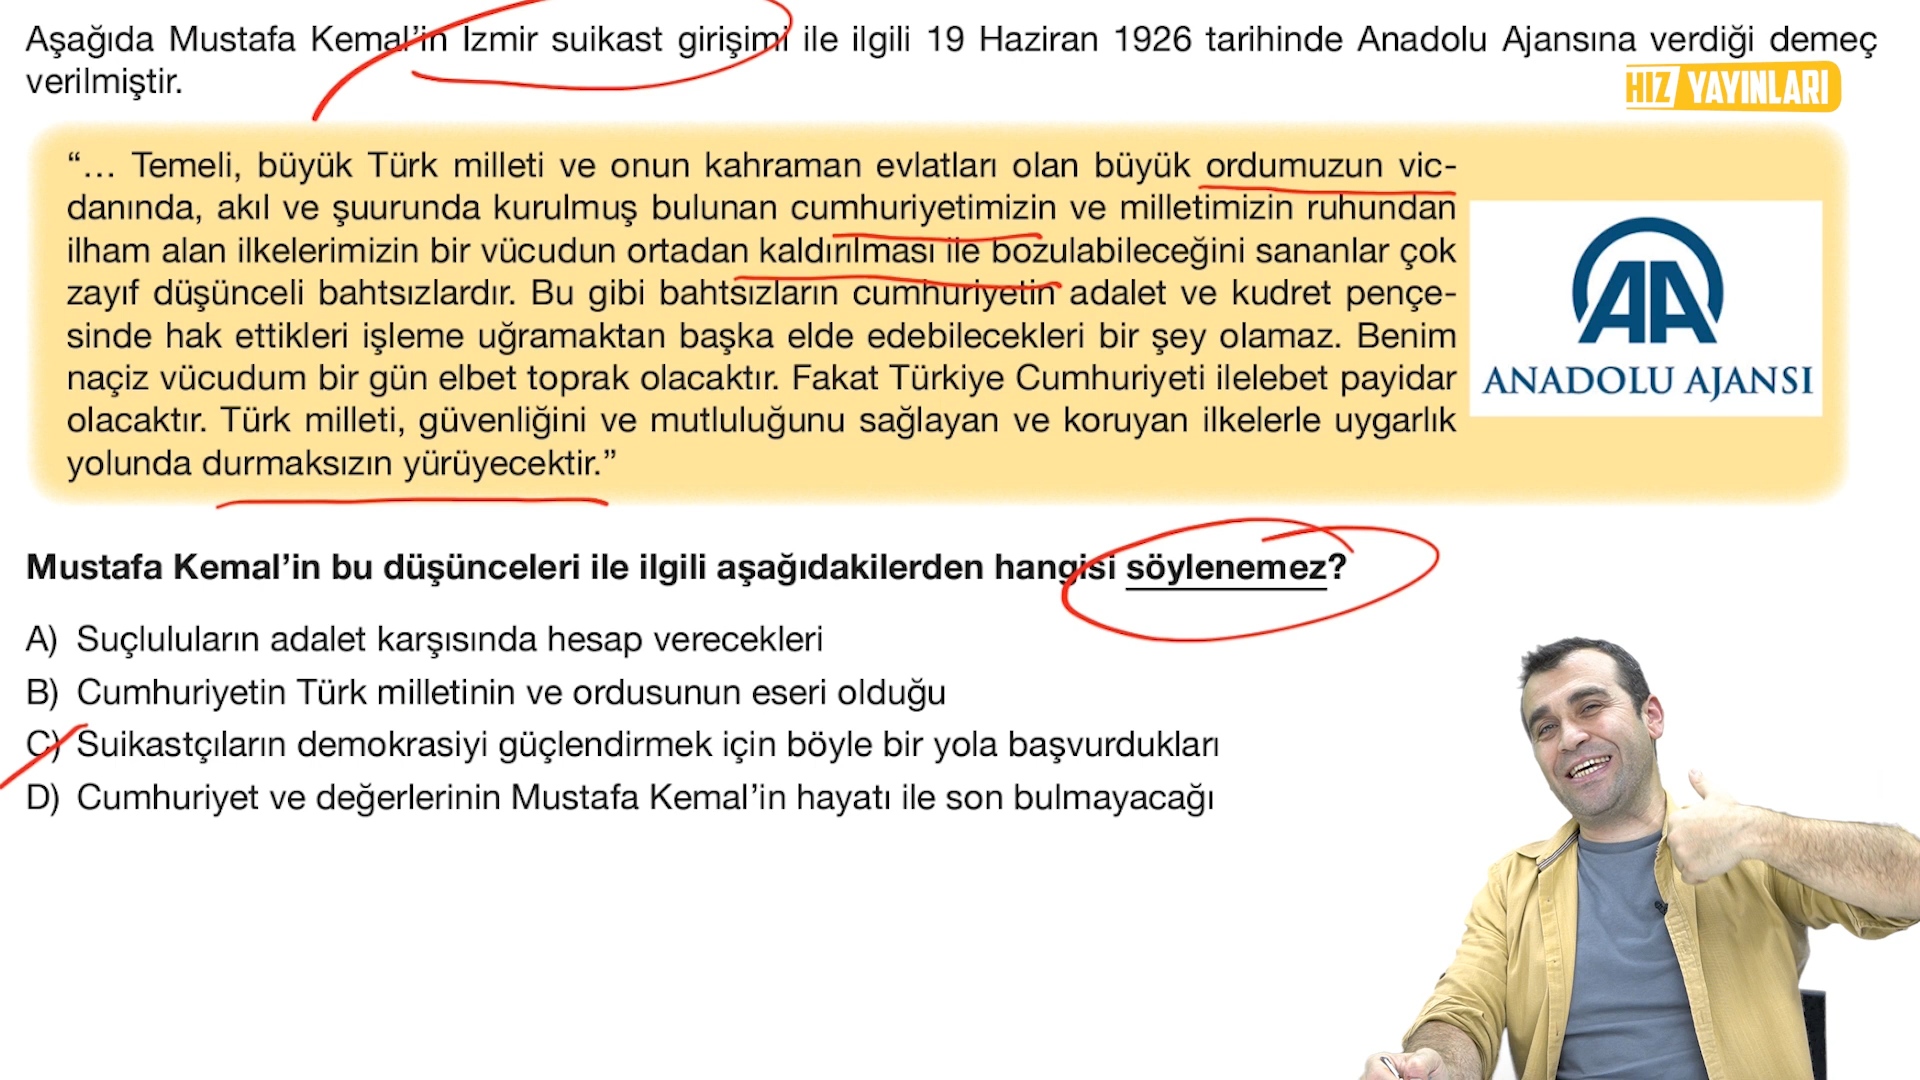 Aşağıda Mustafa Kemal’in İzmir suikast girişimi ile ilgili 19 Haziran 1926 tarihinde Anadolu Ajansına verdiği demeç
verilmiştir.
HIZ YAYINLARI
“… Temeli, büyük Türk milleti ve onun kahraman evlatları olan büyük ordumuzun vic-
danında, akıl ve şuurunda kurulmuş bulunan cumhuriyetimizin ve milletimizin ruhundan
ilham alan ilkelerimizin bir vücudun ortadan kaldırılması ile bozulabileceğini sananlar çok
zayıf düşünceli bahtsızlardır. Bu gibi bahtsızların cumhuriyetin adalet ve kudret pençe-
sinde hak ettikleri işleme uğramaktan başka elde edebilecekleri bir şey olamaz. Benim
naçiz vücudum bir gün elbet toprak olacaktır. Fakat Türkiye Cumhuriyeti ilelebet payidar
olacaktır. Türk milleti, güvenliğini ve mutluluğunu sağlayan ve koruyan ilkelerle uygarlık
yolunda durmaksızın yürüyecektir.”
AA
ANADOLU AJANSI
Mustafa Kemal’in bu düşünceleri ile ilgili aşağıdakilerden hangisi söylenemez?
A) Suçluluların adalet karşısında hesap verecekleri
B) Cumhuriyetin Türk milletinin ve ordusunun eseri olduğu
C) Suikastçıların demokrasiyi güçlendirmek için böyle bir yola başvurdukları
D) Cumhuriyet ve değerlerinin Mustafa Kemal’in hayatı ile son bulmayacağı